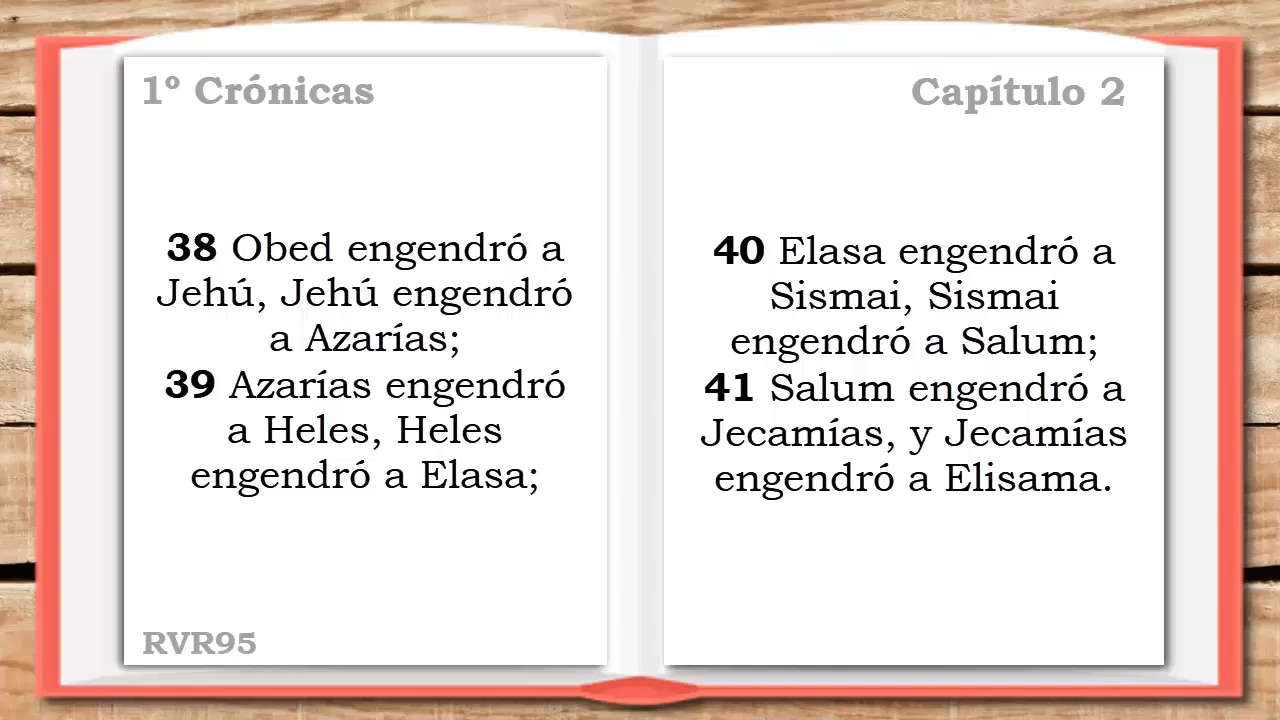 1º Crónicas
38 Obed engendró a
Jehú, Jehú engendró
a Azarías;
39 Azarías engendró
a Heles, Heles
engendró a Elasa;
RVR95
Capítulo 2
40 Elasa engendró a
Sismai, Sismai
engendró a Salum;
41 Salum engendró a
Jecamías, y Jecamías
engendró a Elisama.